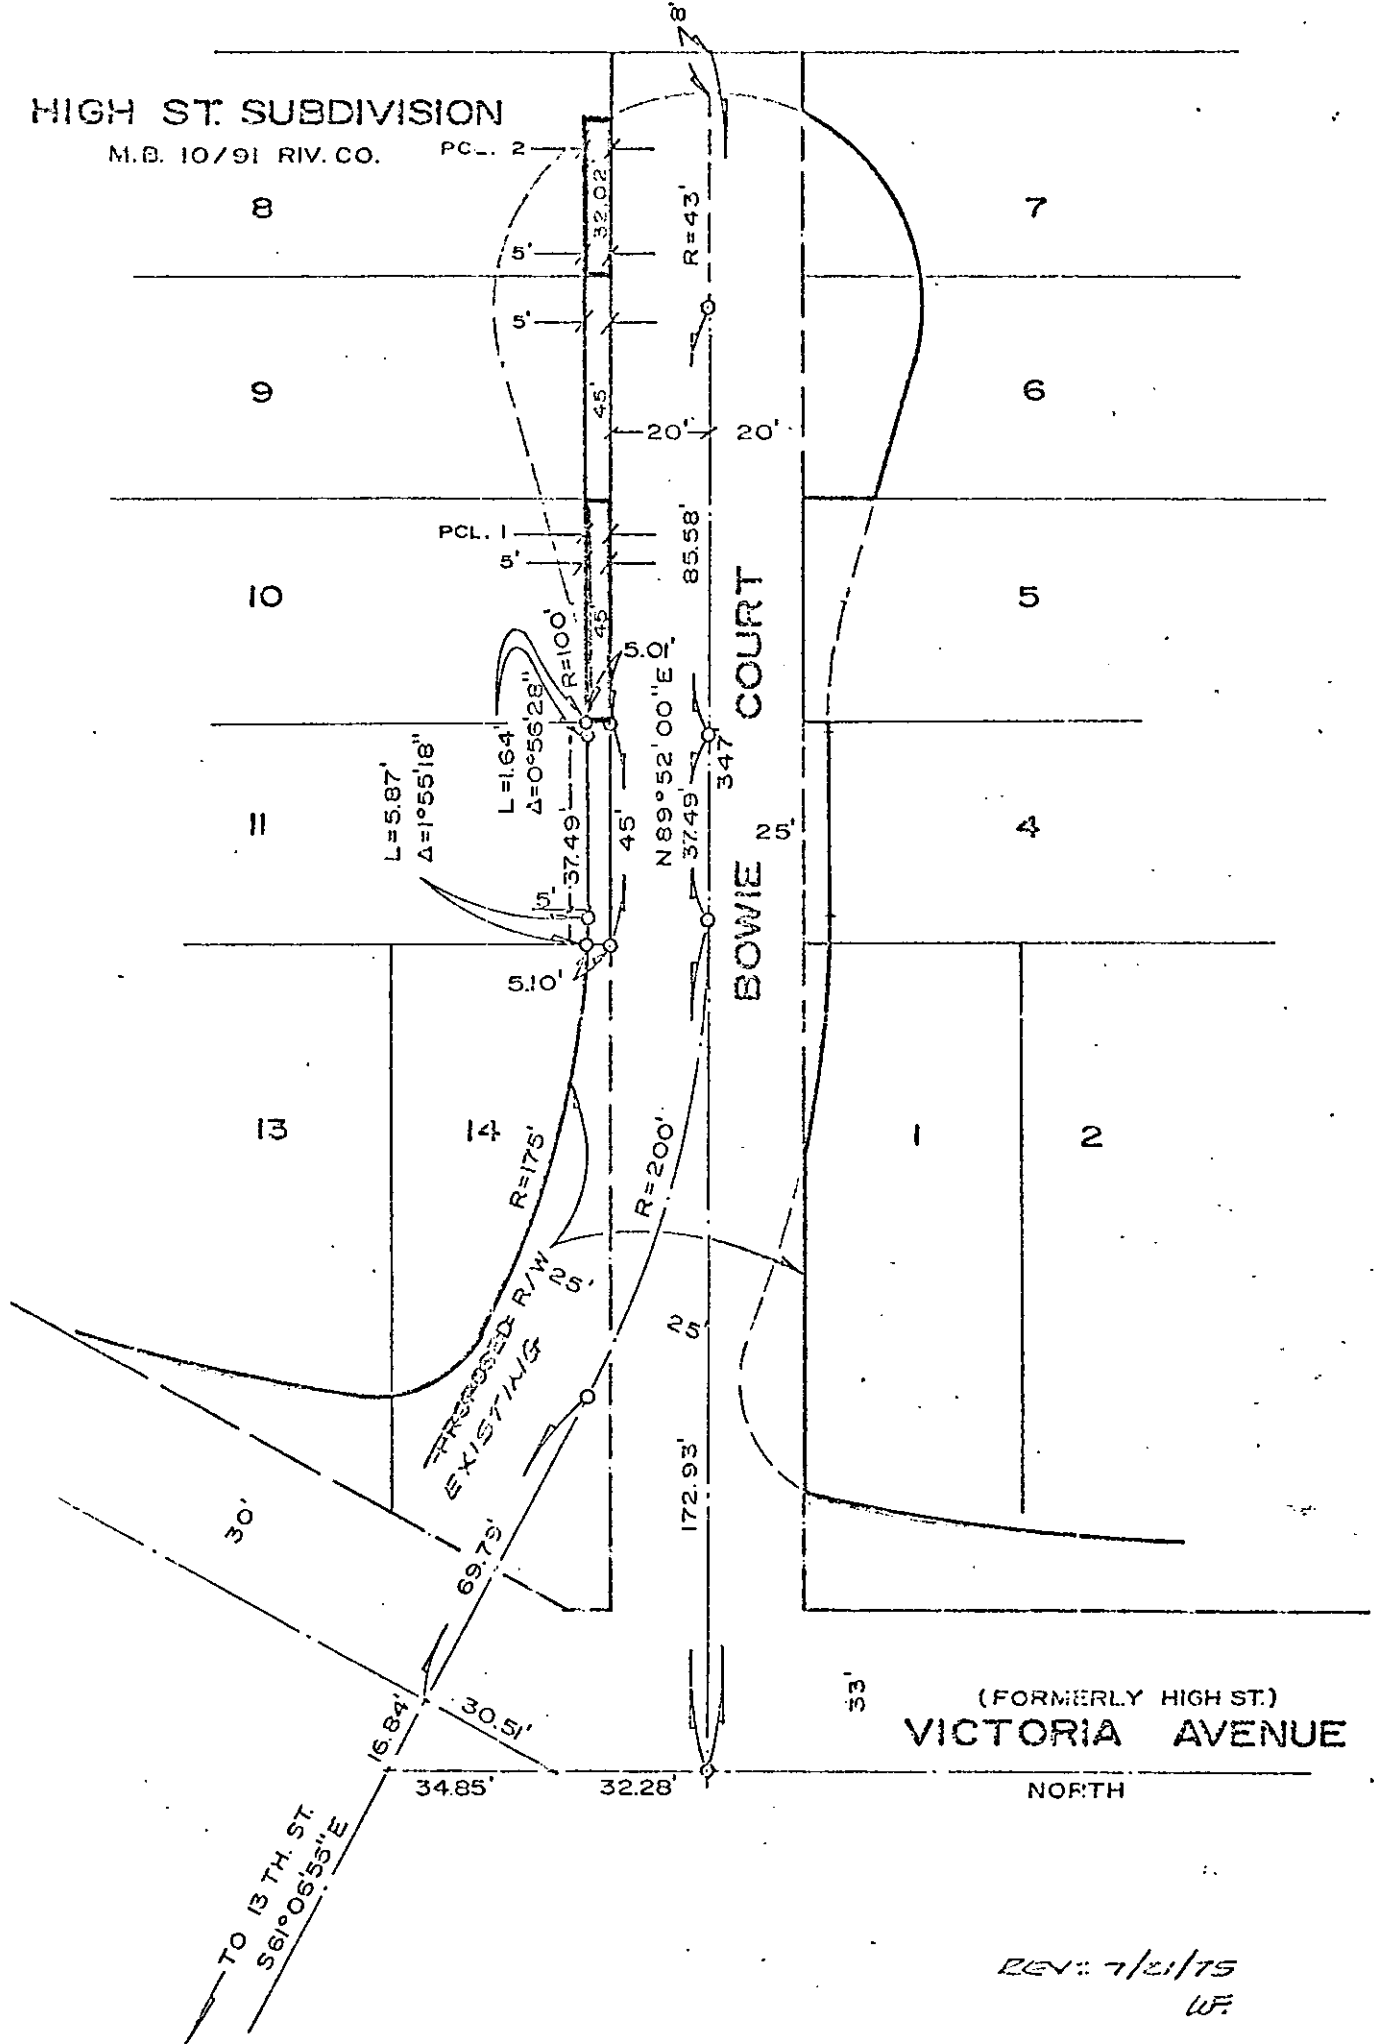 8'
HIGH ST. SUBDIVISION
M.B. 10/91 RIV. CO.
PCL. 2
8
7
32.02'
R=43'
5'
5'
9
6
45'
20'
20'
PCL. 1
5'
85.58'
10
5
45'
R=100'
5.01'
L=1.64'
Δ=0°56'28"
N 89°52'00"E
BOWIE COURT
347
L=5.87'
Δ=1°55'18"
11
4
37.49'
45'
37.49'
25'
5'
5.10'
13
14
1
2
R=175'
R=200'
PROPOSED R/W
EXISTING
25'
25'
30'
69.79'
172.93'
33'
(FORMERLY HIGH ST.)
VICTORIA AVENUE
NORTH
16.84'
30.51'
34.85'
32.28'
TO 13 TH. ST.
S61°06'55"E
REV: 7/21/75
WF.